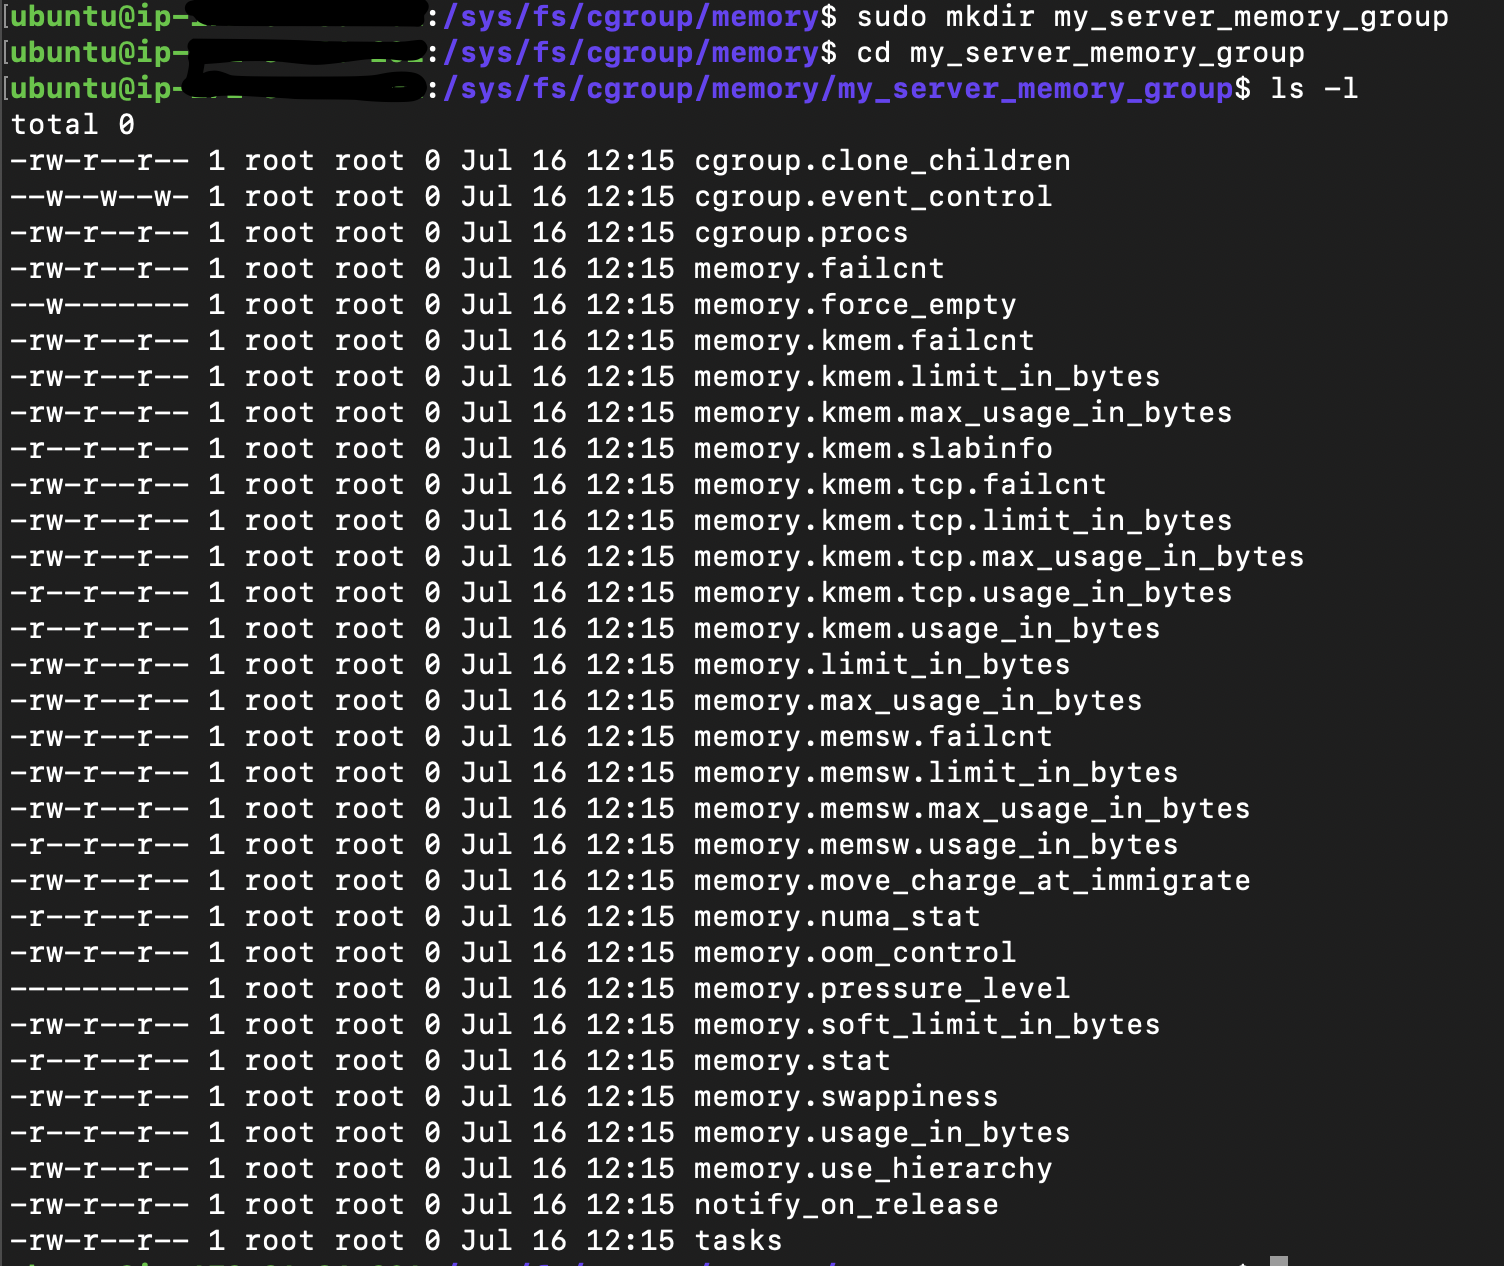 [ubuntu@ip-:/sys/fs/cgroup/memory$ sudo mkdir my_server_memory_group
[ubuntu@ip-:/sys/fs/cgroup/memory$ cd my_server_memory_group
[ubuntu@ip-:/sys/fs/cgroup/memory/my_server_memory_group$ ls -l
total 0
-rw-r--r-- 1 root root 0 Jul 16 12:15 cgroup.clone_children
--w--w--w- 1 root root 0 Jul 16 12:15 cgroup.event_control
-rw-r--r-- 1 root root 0 Jul 16 12:15 cgroup.procs
-rw-r--r-- 1 root root 0 Jul 16 12:15 memory.failcnt
--w------- 1 root root 0 Jul 16 12:15 memory.force_empty
-rw-r--r-- 1 root root 0 Jul 16 12:15 memory.kmem.failcnt
-rw-r--r-- 1 root root 0 Jul 16 12:15 memory.kmem.limit_in_bytes
-rw-r--r-- 1 root root 0 Jul 16 12:15 memory.kmem.max_usage_in_bytes
-r--r--r-- 1 root root 0 Jul 16 12:15 memory.kmem.slabinfo
-rw-r--r-- 1 root root 0 Jul 16 12:15 memory.kmem.tcp.failcnt
-rw-r--r-- 1 root root 0 Jul 16 12:15 memory.kmem.tcp.limit_in_bytes
-rw-r--r-- 1 root root 0 Jul 16 12:15 memory.kmem.tcp.max_usage_in_bytes
-r--r--r-- 1 root root 0 Jul 16 12:15 memory.kmem.tcp.usage_in_bytes
-r--r--r-- 1 root root 0 Jul 16 12:15 memory.kmem.usage_in_bytes
-rw-r--r-- 1 root root 0 Jul 16 12:15 memory.limit_in_bytes
-rw-r--r-- 1 root root 0 Jul 16 12:15 memory.max_usage_in_bytes
-rw-r--r-- 1 root root 0 Jul 16 12:15 memory.memsw.failcnt
-rw-r--r-- 1 root root 0 Jul 16 12:15 memory.memsw.limit_in_bytes
-rw-r--r-- 1 root root 0 Jul 16 12:15 memory.memsw.max_usage_in_bytes
-r--r--r-- 1 root root 0 Jul 16 12:15 memory.memsw.usage_in_bytes
-rw-r--r-- 1 root root 0 Jul 16 12:15 memory.move_charge_at_immigrate
-r--r--r-- 1 root root 0 Jul 16 12:15 memory.numa_stat
-rw-r--r-- 1 root root 0 Jul 16 12:15 memory.oom_control
---------- 1 root root 0 Jul 16 12:15 memory.pressure_level
-rw-r--r-- 1 root root 0 Jul 16 12:15 memory.soft_limit_in_bytes
-r--r--r-- 1 root root 0 Jul 16 12:15 memory.stat
-rw-r--r-- 1 root root 0 Jul 16 12:15 memory.swappiness
-r--r--r-- 1 root root 0 Jul 16 12:15 memory.usage_in_bytes
-rw-r--r-- 1 root root 0 Jul 16 12:15 memory.use_hierarchy
-rw-r--r-- 1 root root 0 Jul 16 12:15 notify_on_release
-rw-r--r-- 1 root root 0 Jul 16 12:15 tasks